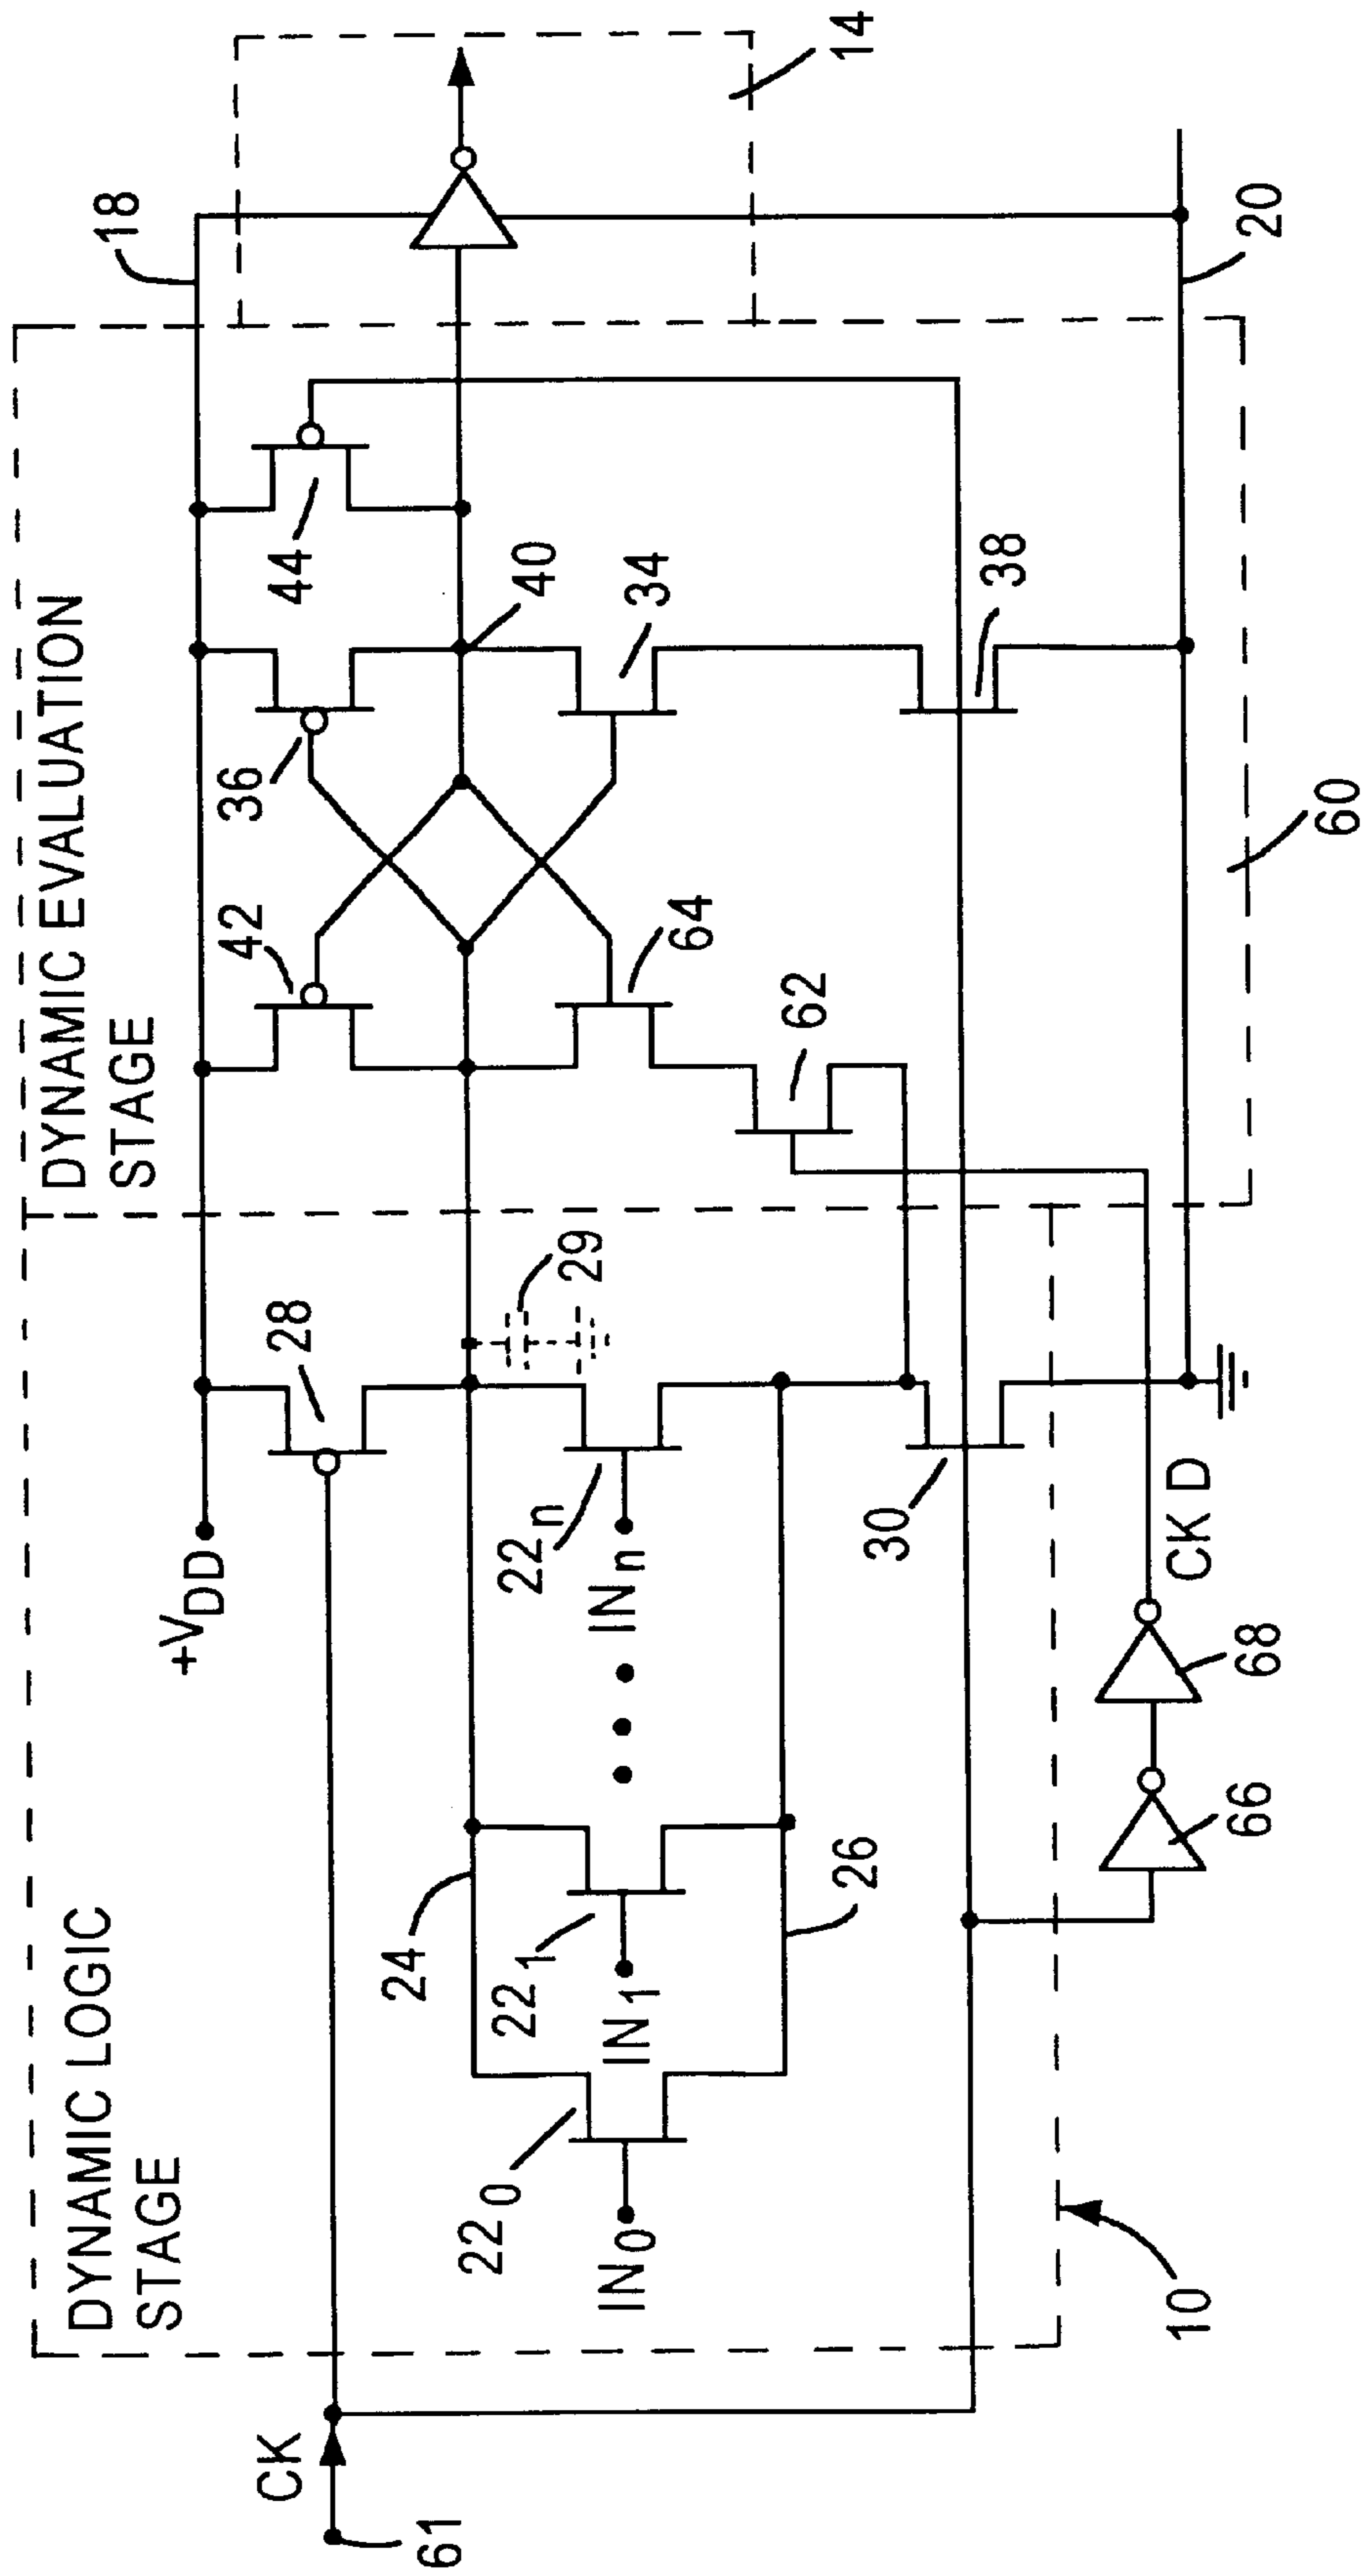 DYNAMIC LOGIC
STAGE
DYNAMIC EVALUATION
STAGE
18
14
+VDD
CK
61
28
42
36
44
24
29
40
22n
INn
221
IN1
220
IN0
64
34
62
26
30
38
20
66
68
CK D
10
60